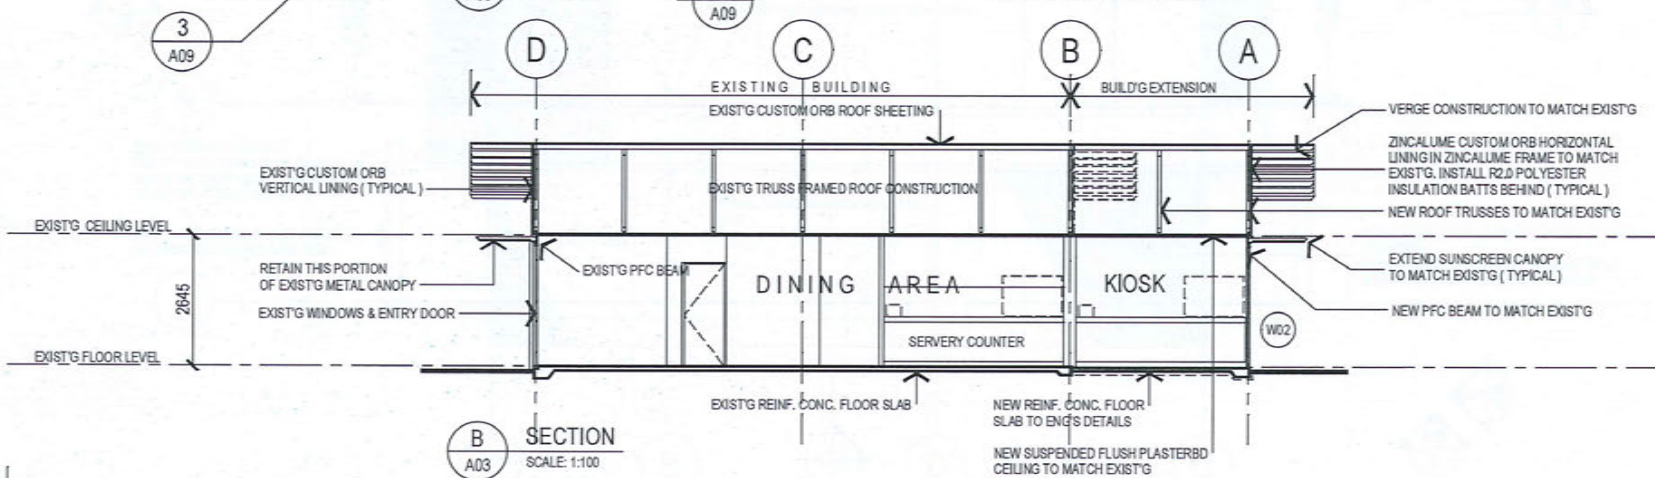 3
A09
A09
D
C
B
A
EXISTING BUILDING
BUILD'G EXTENSION
EXIST'G CUSTOM ORB ROOF SHEETING
VERGE CONSTRUCTION TO MATCH EXIST'G
ZINCALUME CUSTOM ORB HORIZONTAL
LINING IN ZINCALUME FRAME TO MATCH
EXIST'G. INSTALL R2.0 POLYESTER
INSULATION BATTS BEHIND ( TYPICAL )
EXIST'G CUSTOM ORB
VERTICAL LINING ( TYPICAL )
EXIST'G TRUSS FRAMED ROOF CONSTRUCTION
NEW ROOF TRUSSES TO MATCH EXIST'G
EXIST'G CEILING LEVEL
RETAIN THIS PORTION
OF EXIST'G METAL CANOPY
EXIST'G PFC BEAM
DINING AREA
KIOSK
EXTEND SUNSCREEN CANOPY
TO MATCH EXIST'G ( TYPICAL )
2645
EXIST'G WINDOWS & ENTRY DOOR
NEW PFC BEAM TO MATCH EXIST'G
W02
SERVERY COUNTER
EXIST'G FLOOR LEVEL
EXIST'G REINF. CONC. FLOOR SLAB
NEW REINF. CONC. FLOOR
SLAB TO ENG'S DETAILS
NEW SUSPENDED FLUSH PLASTERBD
CEILING TO MATCH EXIST'G
B
A03
SECTION
SCALE: 1:100